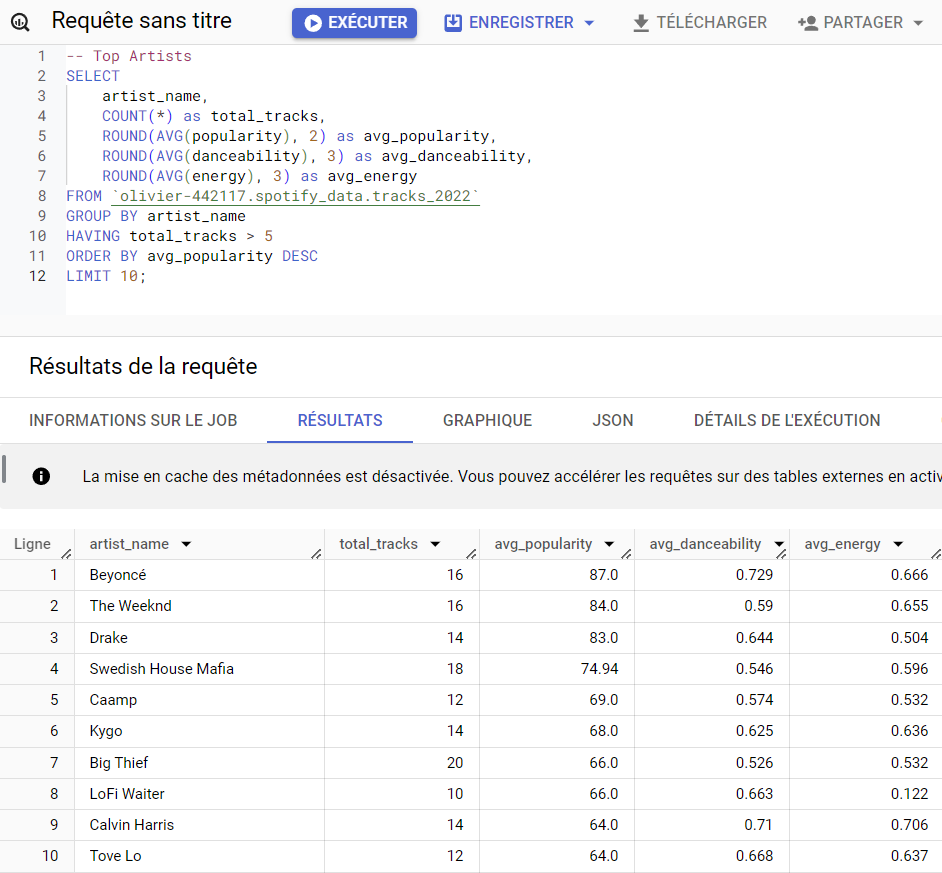 Requête sans titre EXÉCUTER ENREGISTRER TÉLÉCHARGER PARTAGER
1 -- Top Artists
2 SELECT
3 artist_name,
4 COUNT(*) as total_tracks,
5 ROUND(AVG(popularity), 2) as avg_popularity,
6 ROUND(AVG(danceability), 3) as avg_danceability,
7 ROUND(AVG(energy), 3) as avg_energy
8 FROM `olivier-442117.spotify_data.tracks_2022`
9 GROUP BY artist_name
10 HAVING total_tracks > 5
11 ORDER BY avg_popularity DESC
12 LIMIT 10;
Résultats de la requête
INFORMATIONS SUR LE JOB RÉSULTATS GRAPHIQUE JSON DÉTAILS DE L'EXÉCUTION
La mise en cache des métadonnées est désactivée. Vous pouvez accélérer les requêtes sur des tables externes en activ
Ligne artist_name total_tracks avg_popularity avg_danceability avg_energy
1 Beyoncé 16 87.0 0.729 0.666
2 The Weeknd 16 84.0 0.59 0.655
3 Drake 14 83.0 0.644 0.504
4 Swedish House Mafia 18 74.94 0.546 0.596
5 Caamp 12 69.0 0.574 0.532
6 Kygo 14 68.0 0.625 0.636
7 Big Thief 20 66.0 0.526 0.532
8 LoFi Waiter 10 66.0 0.663 0.122
9 Calvin Harris 14 64.0 0.71 0.706
10 Tove Lo 12 64.0 0.668 0.637